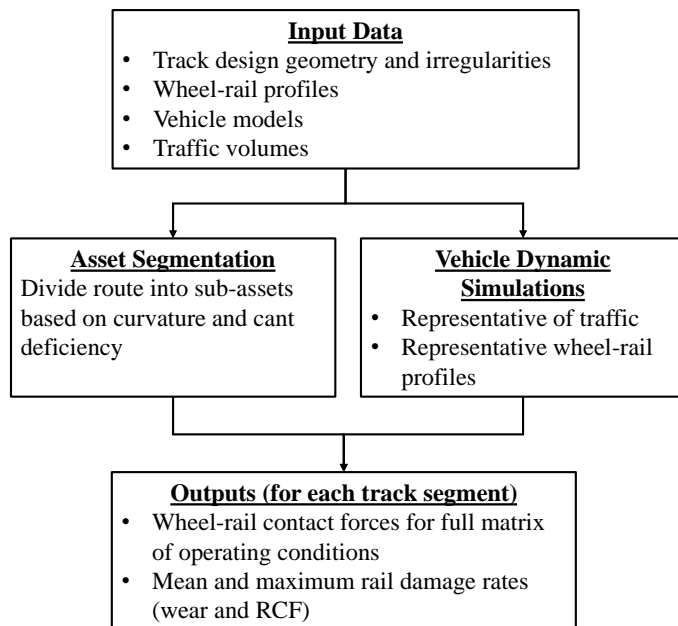 Input Data
• Track design geometry and irregularities
• Wheel-rail profiles
• Vehicle models
• Traffic volumes
Asset Segmentation
Divide route into sub-assets
based on curvature and cant
deficiency
Vehicle Dynamic
Simulations
• Representative of traffic
• Representative wheel-rail
profiles
Outputs (for each track segment)
• Wheel-rail contact forces for full matrix
of operating conditions
• Mean and maximum rail damage rates
(wear and RCF)